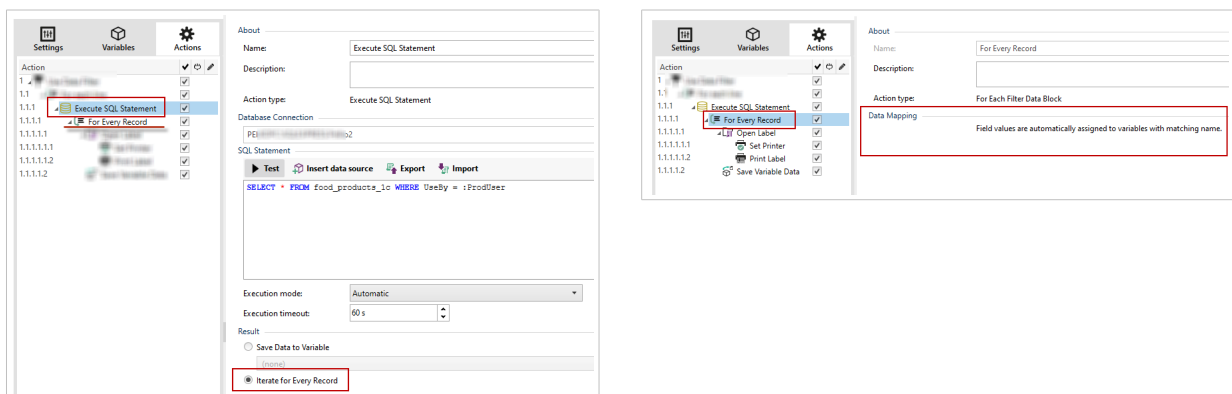 Settings Variables Actions
Action
1
1.1
1.1.1 Execute SQL Statement
1.1.1.1 For Every Record
1.1.1.1.1
1.1.1.1.1.1
1.1.1.1.1.2
1.1.1.1.2
About
Name: Execute SQL Statement
Description:
Action type: Execute SQL Statement
Database Connection
SQL Statement
Test Insert data source Export Import
SELECT * FROM food_products_1c WHERE UseBy = :ProdUser
Execution mode: Automatic
Execution timeout: 60 s
Result
Save Data to Variable
(none)
Iterate for Every Record
Settings Variables Actions
Action
1
1.1
1.1.1 Execute SQL Statement
1.1.1.1 For Every Record
1.1.1.1.1 Open Label
1.1.1.1.1.1 Set Printer
1.1.1.1.1.2 Print Label
1.1.1.1.2 Save Variable Data
About
Name: For Every Record
Description:
Action type: For Each Filter Data Block
Data Mapping
Field values are automatically assigned to variables with matching name.